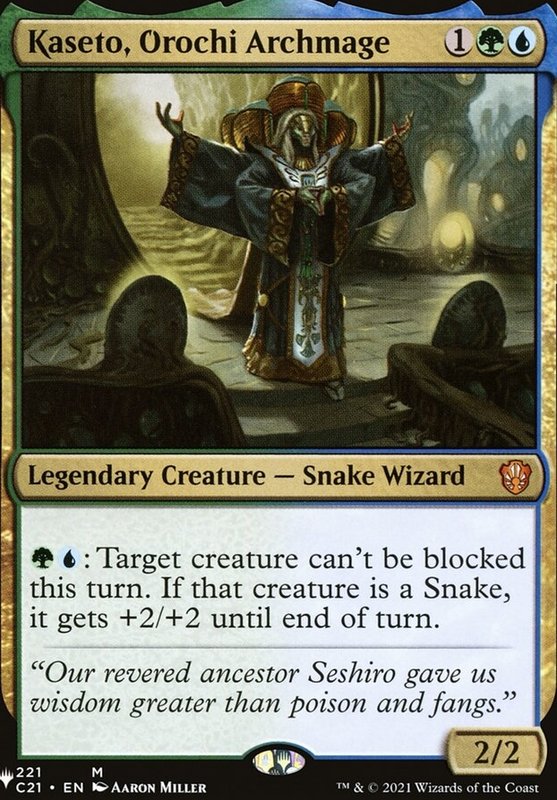 Kaseto, Orochi Archmage 1
Legendary Creature — Snake Wizard
: Target creature can't be blocked
this turn. If that creature is a Snake,
it gets +2/+2 until end of turn.
“Our revered ancestor Seshiro gave us
wisdom greater than poison and fangs.”
2/2
221 M
C21 • EN AARON MILLER
™ & © 2021 Wizards of the Coast